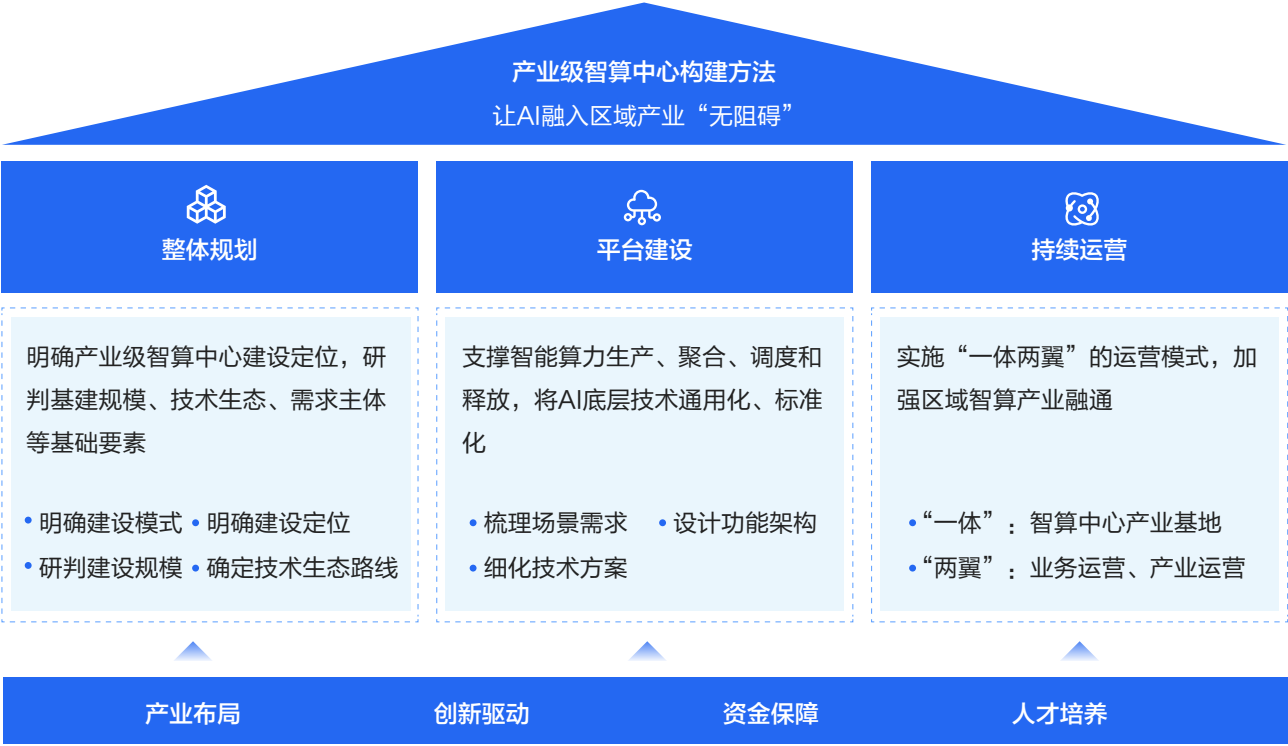 产业级智算中心构建方法
让AI融入区域产业“无阻碍”
整体规划
明确产业级智算中心建设定位，研
判基建规模、技术生态、需求主体
等基础要素
• 明确建设模式 • 明确建设定位
• 研判建设规模 • 确定技术生态路线
平台建设
支撑智能算力生产、聚合、调度和
释放，将AI底层技术通用化、标准
化
• 梳理场景需求 • 设计功能架构
• 细化技术方案
持续运营
实施“一体两翼”的运营模式，加
强区域智算产业融通
• “一体”：智算中心产业基地
• “两翼”：业务运营、产业运营
产业布局 创新驱动 资金保障 人才培养